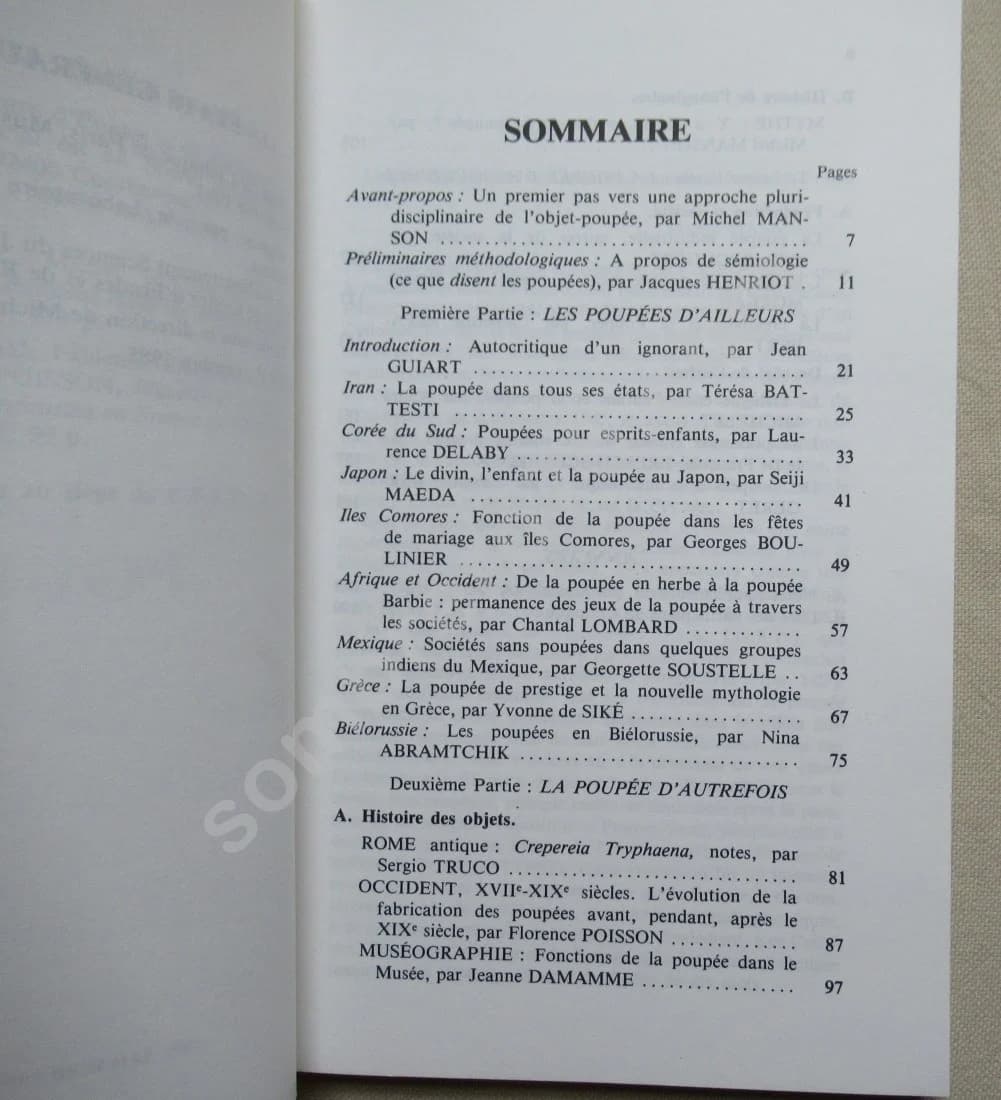 SOMMAIRE
Pages
Avant-propos : Un premier pas vers une approche pluri-
disciplinaire de l'objet-poupée, par Michel MAN-
SON ........................................ 7
Préliminaires méthodologiques : A propos de sémiologie
(ce que disent les poupées), par Jacques HENRIOT . 11
Première Partie : LES POUPÉES D'AILLEURS
Introduction : Autocritique d'un ignorant, par Jean
GUIART .................................... 21
Iran : La poupée dans tous ses états, par Térésa BAT-
TESTI ...................................... 25
Corée du Sud : Poupées pour esprits-enfants, par Lau-
rence DELABY .............................. 33
Japon : Le divin, l'enfant et la poupée au Japon, par Seiji
MAEDA .................................... 41
Iles Comores : Fonction de la poupée dans les fêtes
de mariage aux îles Comores, par Georges BOU-
LINIER ..................................... 49
Afrique et Occident : De la poupée en herbe à la poupée
Barbie : permanence des jeux de la poupée à travers
les sociétés, par Chantal LOMBARD ............. 57
Mexique : Sociétés sans poupées dans quelques groupes
indiens du Mexique, par Georgette SOUSTELLE .. 63
Grèce : La poupée de prestige et la nouvelle mythologie
en Grèce, par Yvonne de SIKÉ .................. 67
Biélorussie : Les poupées en Biélorussie, par Nina
ABRAMTCHIK .............................. 75
Deuxième Partie : LA POUPÉE D'AUTREFOIS
A. Histoire des objets.
ROME antique : Crepereia Tryphaena, notes, par
Sergio TRUCO .............................. 81
OCCIDENT, XVIIe-XIXe siècles. L'évolution de la
fabrication des poupées avant, pendant, après le
XIXe siècle, par Florence POISSON ............. 87
MUSÉOGRAPHIE : Fonctions de la poupée dans le
Musée, par Jeanne DAMAMME ................. 97